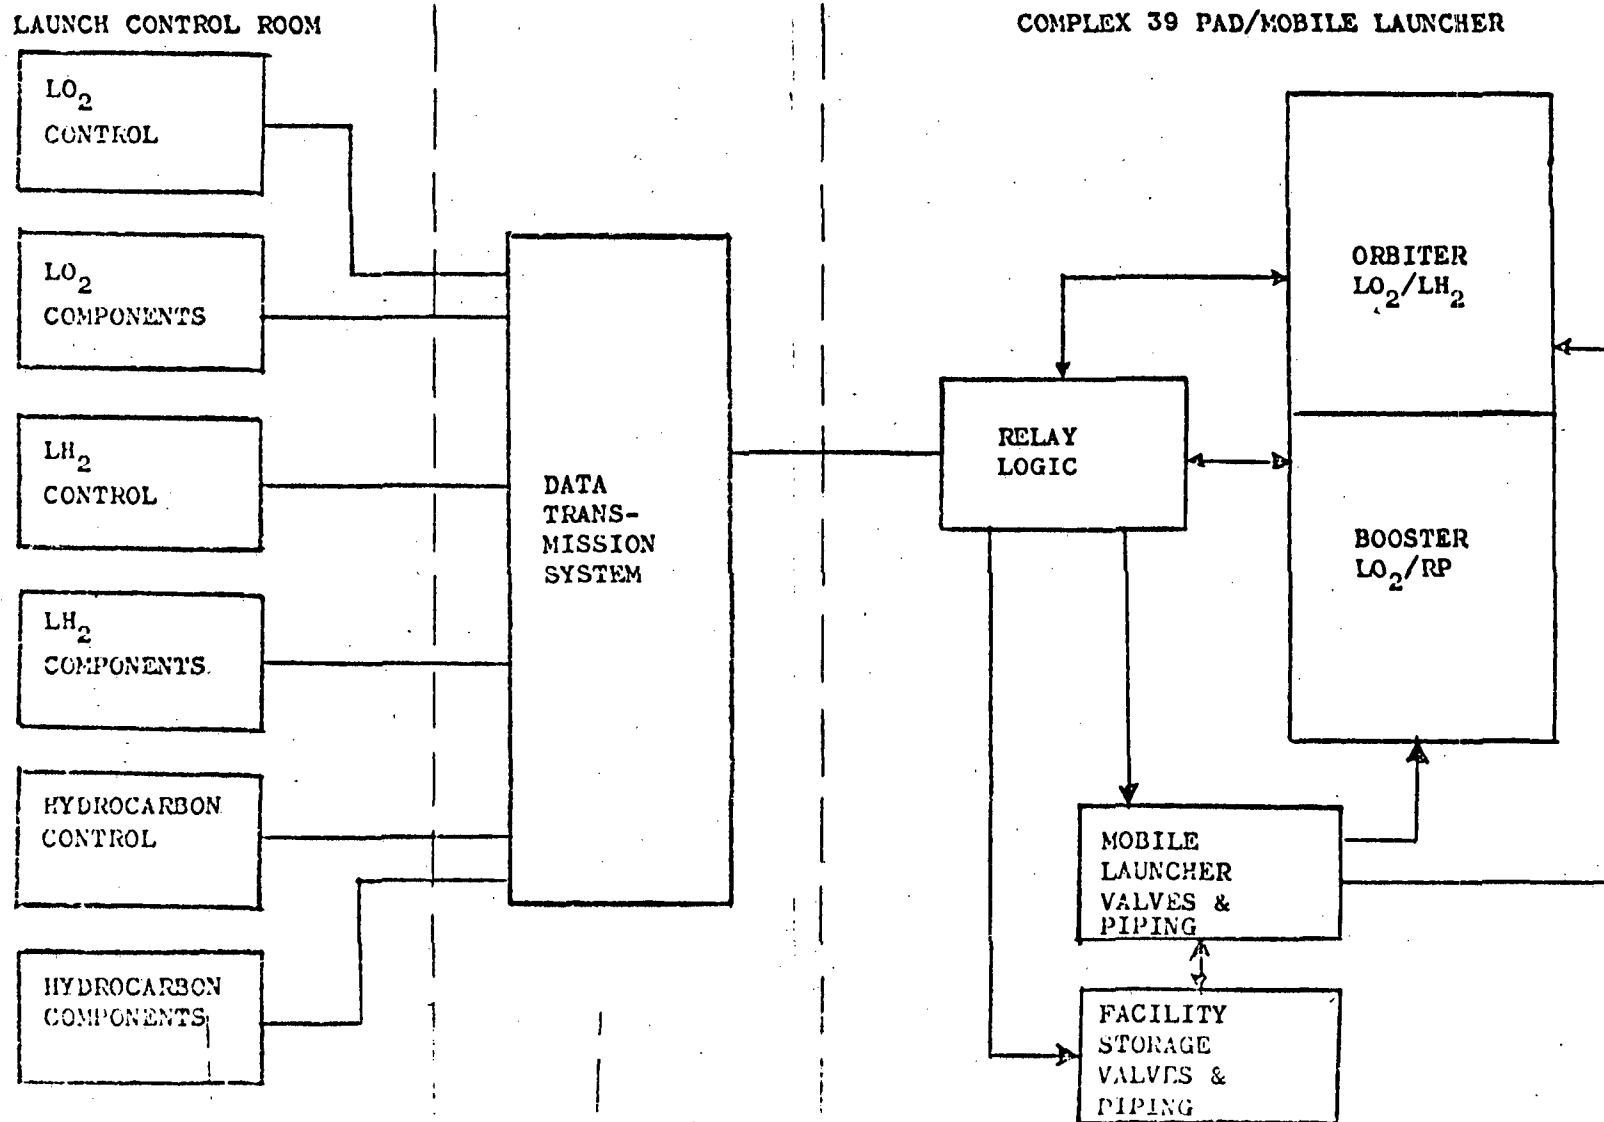 LAUNCH CONTROL ROOM
COMPLEX 39 PAD/MOBILE LAUNCHER
LO2
CONTROL
LO2
COMPONENTS
LH2
CONTROL
LH2
COMPONENTS
HYDROCARBON
CONTROL
HYDROCARBON
COMPONENTS
DATA
TRANS-
MISSION
SYSTEM
RELAY
LOGIC
ORBITER
LO2/LH2
BOOSTER
LO2/RP
MOBILE
LAUNCHER
VALVES &
PIPING
FACILITY
STORAGE
VALVES &
PIPING